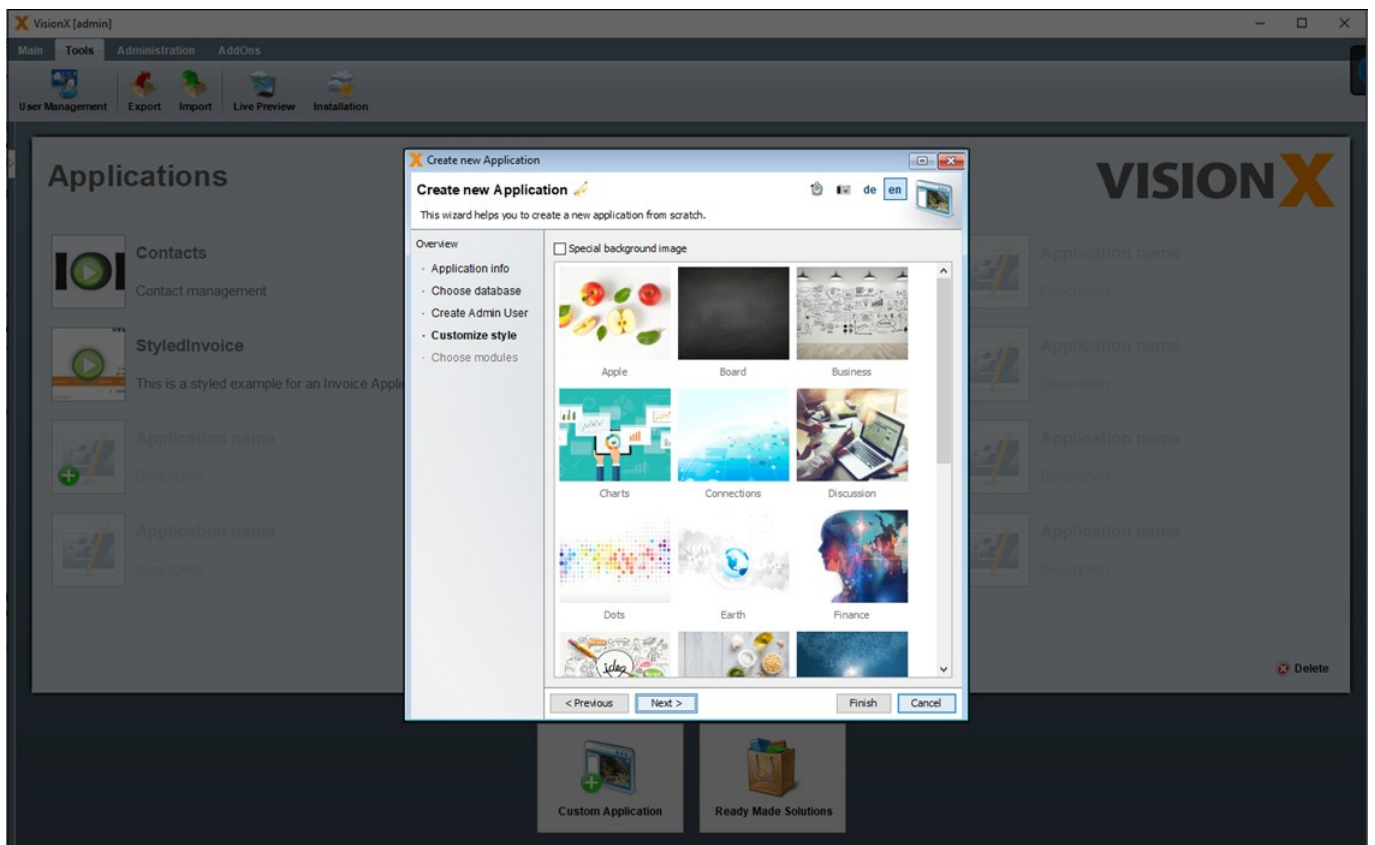 VisionX [admin]
Main Tools Administration AddOns
User Management Export Import Live Preview Installation
Applications
VISIONX
Contacts
Contact management
StyledInvoice
This is a styled example for an Invoice Appli
Application name
Description
Application name
Description
Create new Application
Create new Application
de en
This wizard helps you to create a new application from scratch.
Overview
· Application info
· Choose database
· Create Admin User
· Customize style
· Choose modules
Special background image
Apple Board Business
Charts Connections Discussion
Dots Earth Finance
idea
< Previous Next > Finish Cancel
Application name
Description
Application name
Description
Application name
Description
Application name
Description
Delete
Custom Application Ready Made Solutions